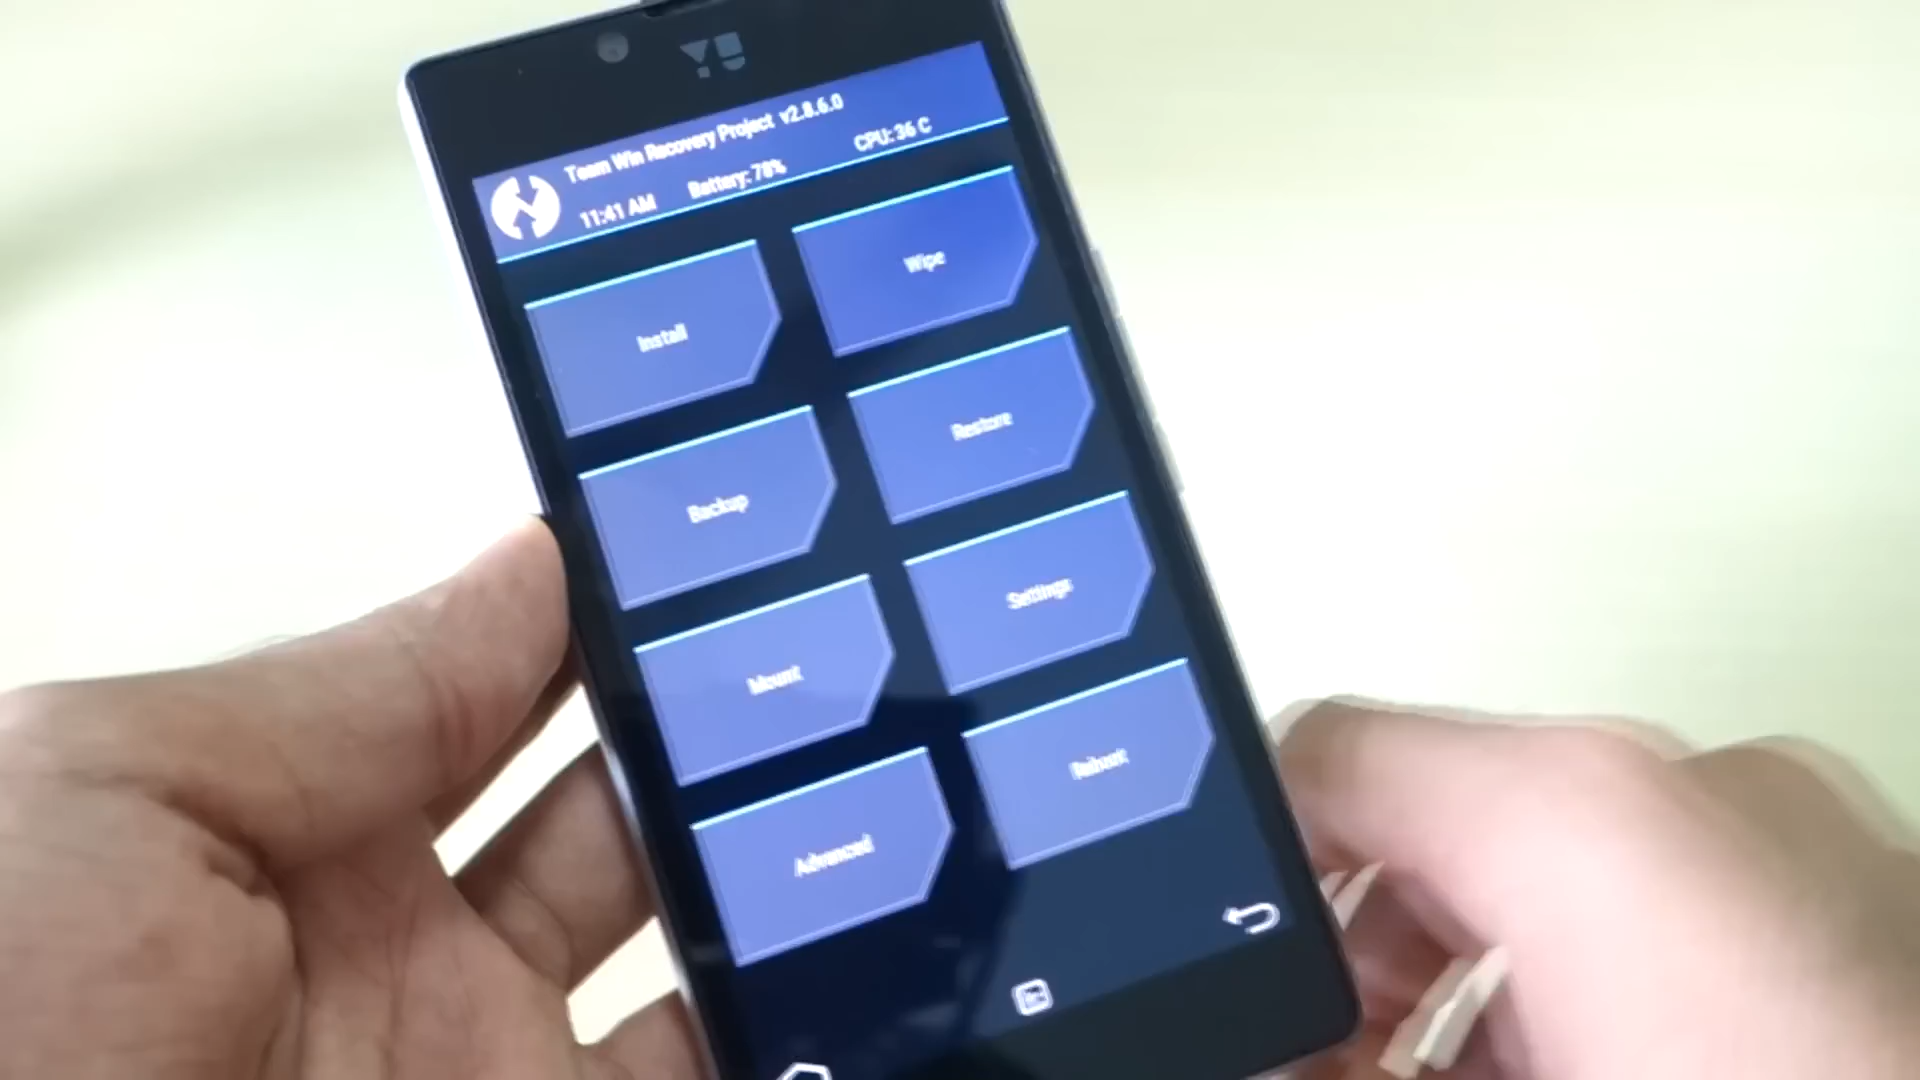 YU
Team Win Recovery Project v2.8.6.0
11:41 AM Battery: 78% CPU: 36 C
Install
Wipe
Backup
Restore
Mount
Settings
Advanced
Reboot